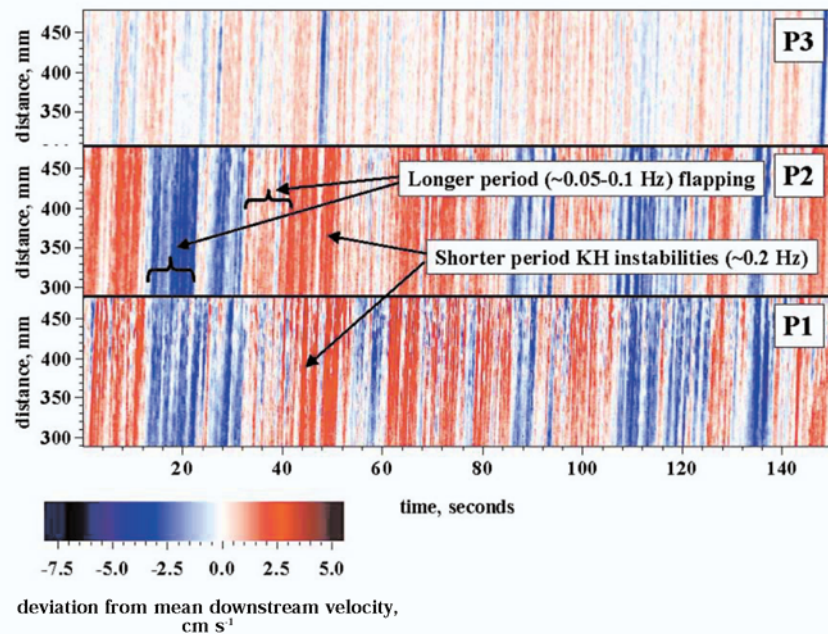 450
400
350
distance, mm
P3
450
400
350
300
distance, mm
P2
Longer period (~0.05-0.1 Hz) flapping
Shorter period KH instabilities (~0.2 Hz)
450
400
350
300
distance, mm
P1
20 40 60 80 100 120 140
time, seconds
-7.5 -5.0 -2.5 0.0 2.5 5.0
deviation from mean downstream velocity,
cm s-1